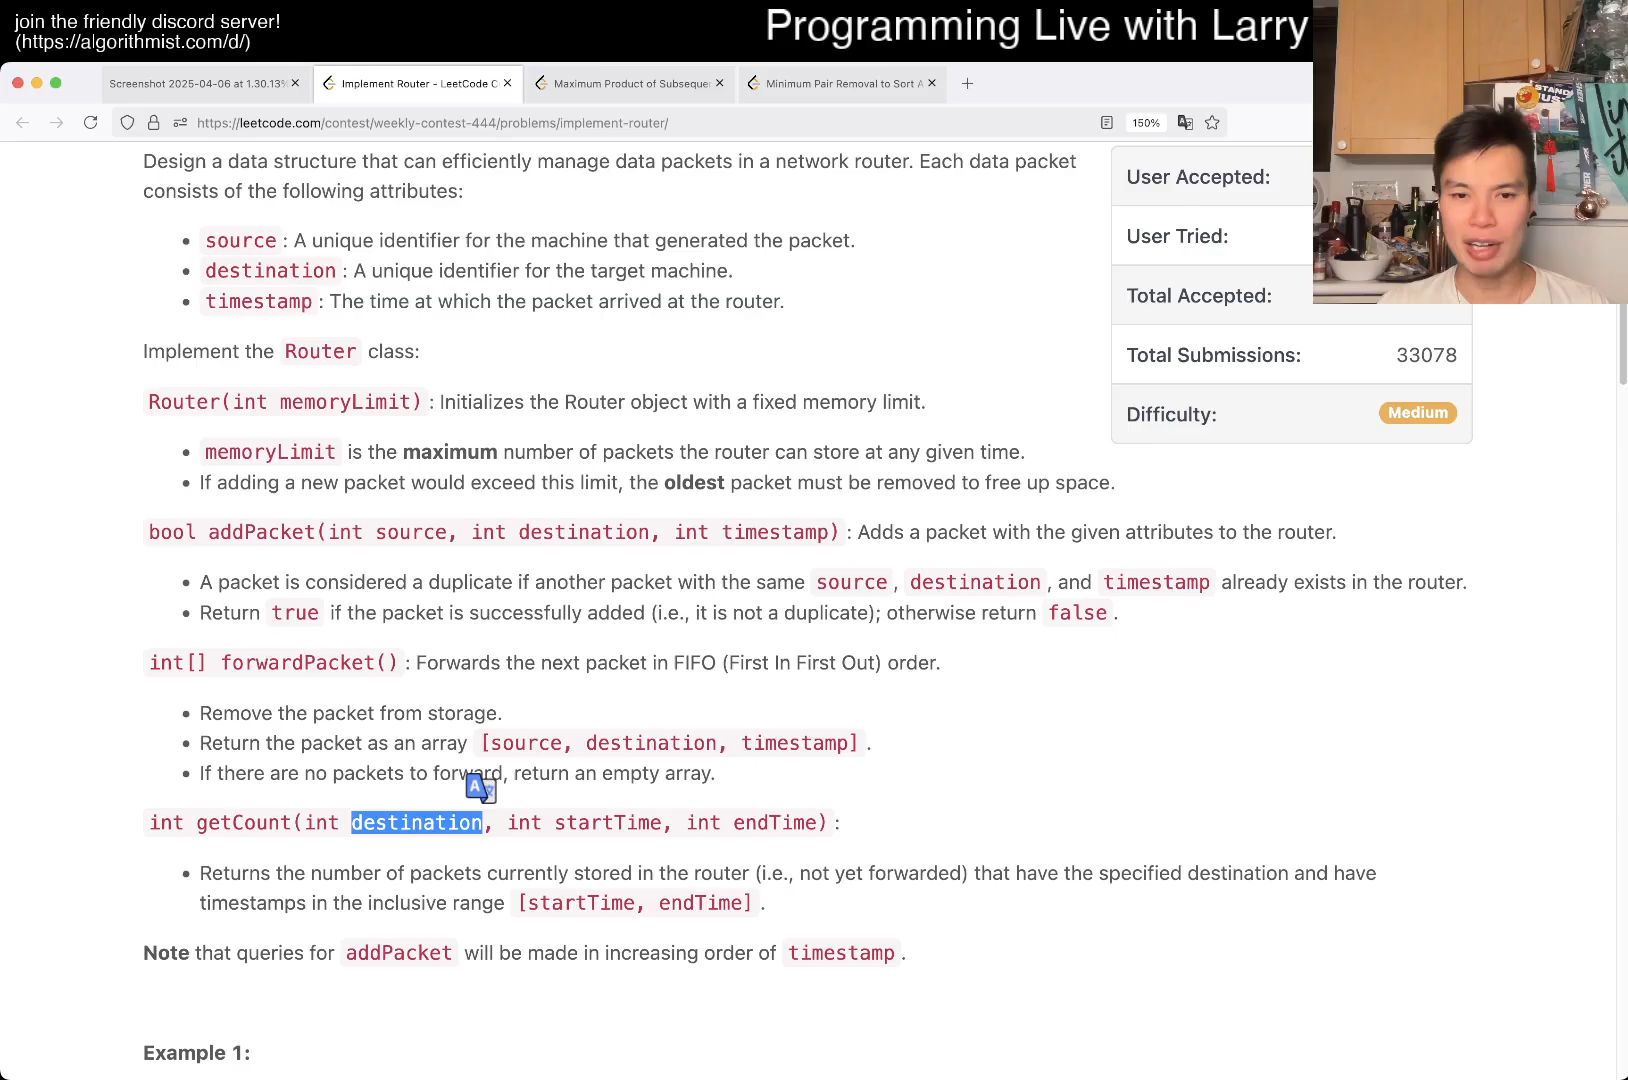 join the friendly discord server!
(https://algorithmist.com/d/)
Programming Live with Larry
Screenshot 2025-04-06 at 1.30.13
Implement Router - LeetCode C
Maximum Product of Subsequen
Minimum Pair Removal to Sort A
https://leetcode.com/contest/weekly-contest-444/problems/implement-router/
150%
Design a data structure that can efficiently manage data packets in a network router. Each data packet
consists of the following attributes:
• source : A unique identifier for the machine that generated the packet.
• destination : A unique identifier for the target machine.
• timestamp : The time at which the packet arrived at the router.
Implement the Router class:
Router(int memoryLimit) : Initializes the Router object with a fixed memory limit.
• memoryLimit is the maximum number of packets the router can store at any given time.
• If adding a new packet would exceed this limit, the oldest packet must be removed to free up space.
bool addPacket(int source, int destination, int timestamp) : Adds a packet with the given attributes to the router.
• A packet is considered a duplicate if another packet with the same source , destination , and timestamp already exists in the router.
• Return true if the packet is successfully added (i.e., it is not a duplicate); otherwise return false .
int[] forwardPacket() : Forwards the next packet in FIFO (First In First Out) order.
• Remove the packet from storage.
• Return the packet as an array [source, destination, timestamp] .
• If there are no packets to forward, return an empty array.
int getCount(int destination, int startTime, int endTime) :
• Returns the number of packets currently stored in the router (i.e., not yet forwarded) that have the specified destination and have
timestamps in the inclusive range [startTime, endTime] .
Note that queries for addPacket will be made in increasing order of timestamp .
Example 1:
User Accepted:
User Tried:
Total Accepted:
Total Submissions: 33078
Difficulty: Medium